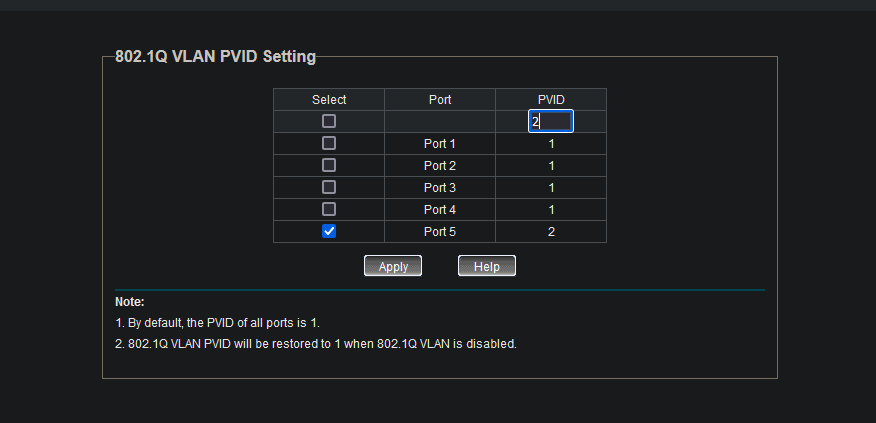 802.1Q VLAN PVID Setting
Select Port PVID
2
Port 1 1
Port 2 1
Port 3 1
Port 4 1
Port 5 2
Apply Help
Note:
1. By default, the PVID of all ports is 1.
2. 802.1Q VLAN PVID will be restored to 1 when 802.1Q VLAN is disabled.